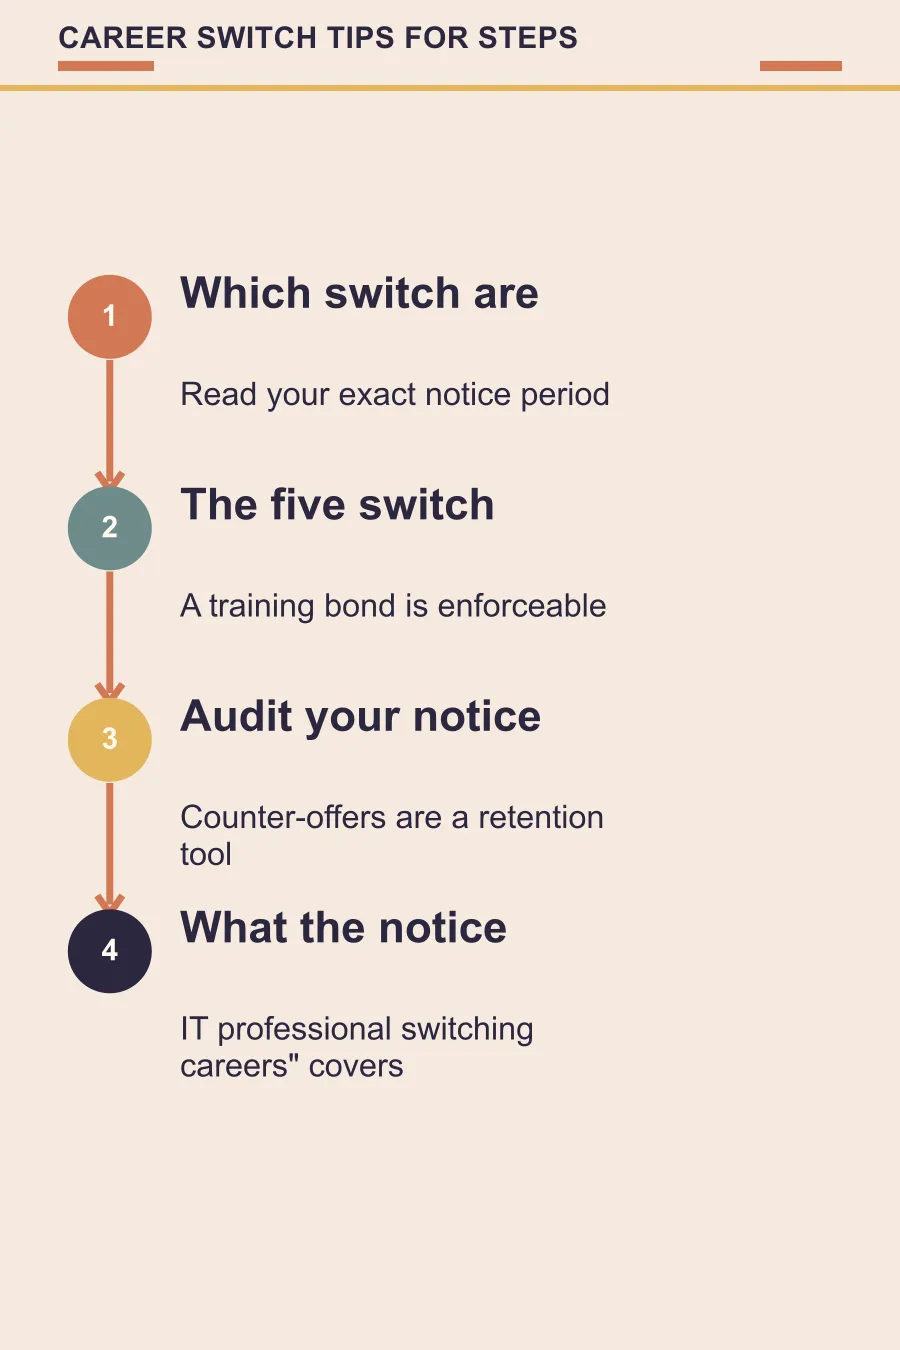 CAREER SWITCH TIPS FOR STEPS
1
Which switch are
Read your exact notice period
2
The five switch
A training bond is enforceable
3
Audit your notice
Counter-offers are a retention
tool
4
What the notice
IT professional switching
careers" covers